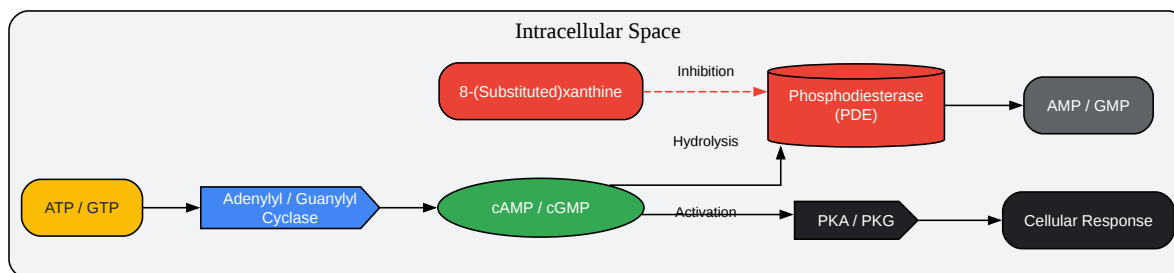 Intracellular Space
8-(Substituted)xanthine
Inhibition
Phosphodiesterase
(PDE)
AMP / GMP
Hydrolysis
ATP / GTP
Adenylyl / Guanylyl
Cyclase
cAMP / cGMP
Activation
PKA / PKG
Cellular Response